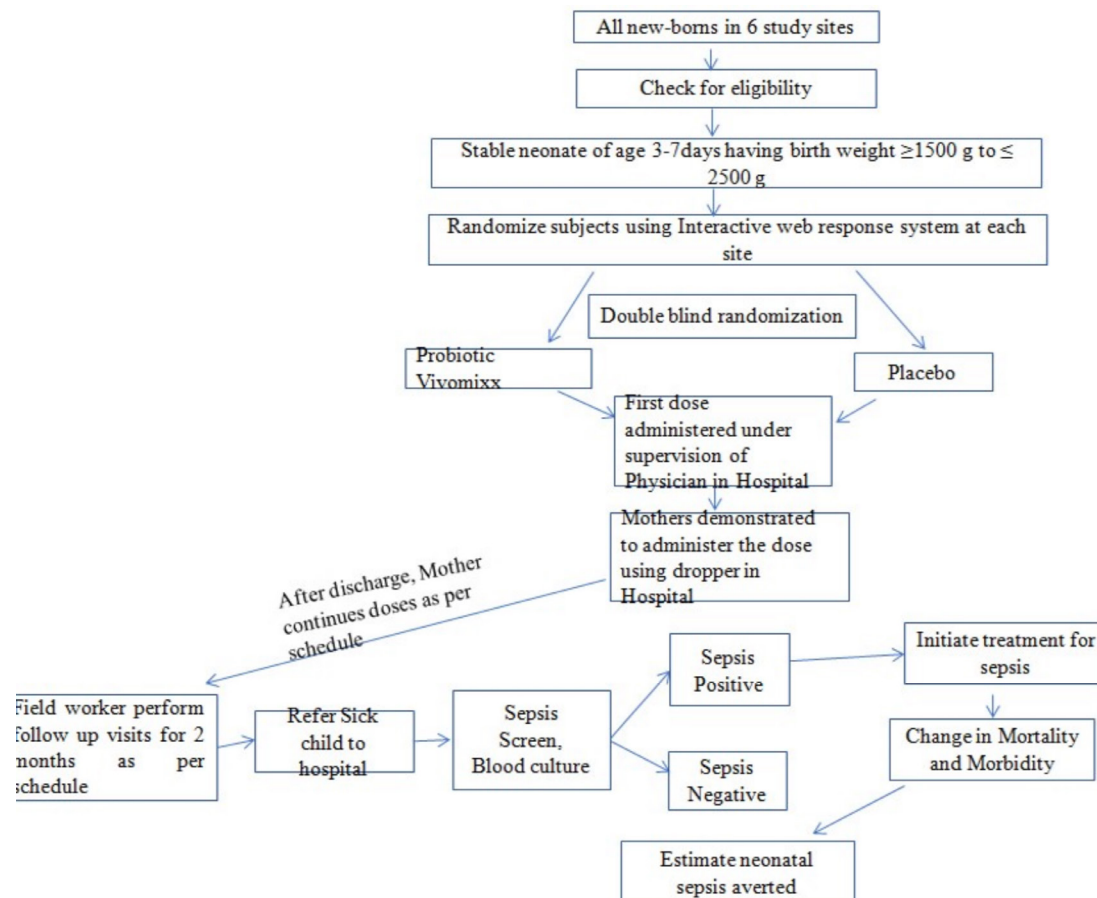 All new-borns in 6 study sites
Check for eligibility
Stable neonate of age 3-7days having birth weight ≥1500 g to ≤
2500 g
Randomize subjects using Interactive web response system at each
site
Double blind randomization
Probiotic
Vivomixx
Placebo
First dose
administered under
supervision of
Physician in Hospital
Mothers demonstrated
to administer the dose
using dropper in
Hospital
After discharge, Mother
continues doses as per
schedule
Field worker perform
follow up visits for 2
months as per
schedule
Refer Sick
child to
hospital
Sepsis
Screen,
Blood culture
Sepsis
Positive
Sepsis
Negative
Initiate treatment for
sepsis
Change in Mortality
and Morbidity
Estimate neonatal
sepsis averted